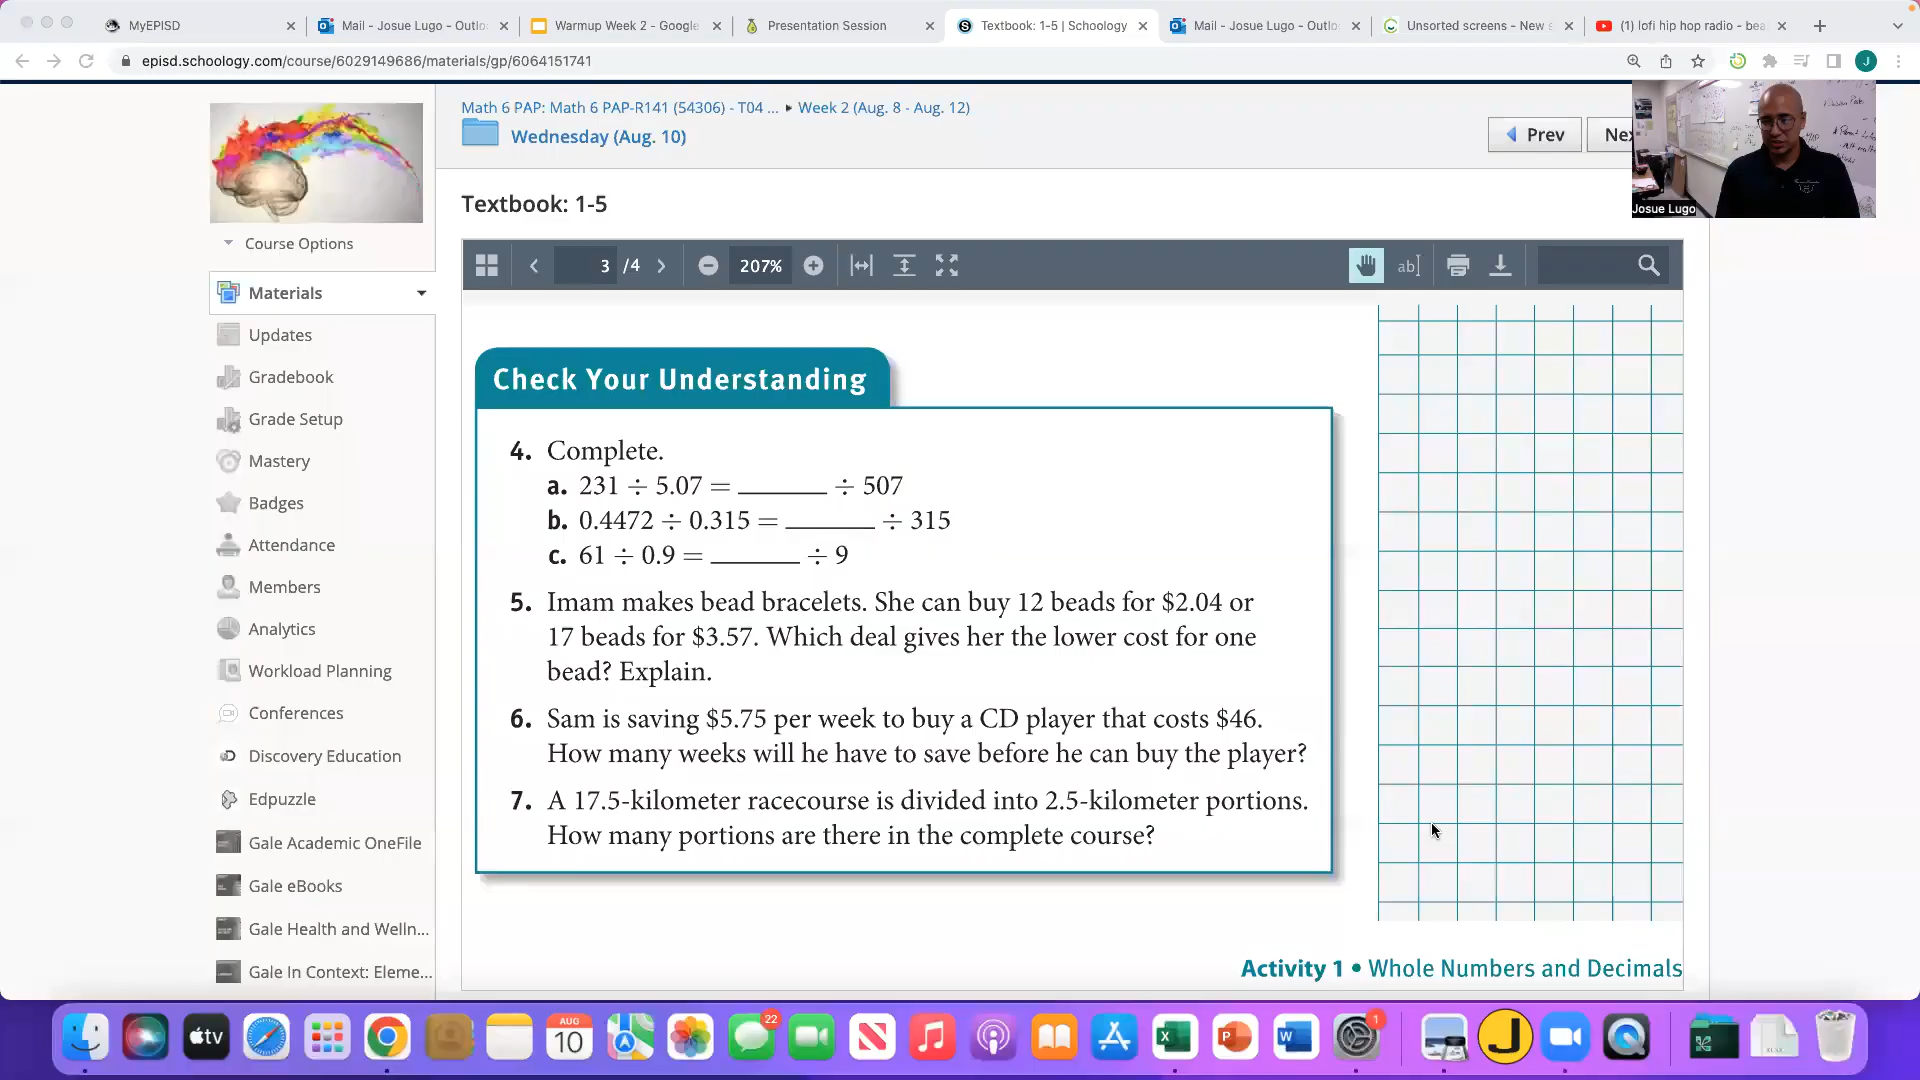 MyEPISD
Mail - Josue Lugo - Outlo
Warmup Week 2 - Google
Presentation Session
Textbook: 1-5 | Schoology
Mail - Josue Lugo - Outlo
Unsorted screens - New s
(1) lofi hip hop radio - bea
episd.schoology.com/course/6029149686/materials/gp/6064151741
J
Math 6 PAP: Math 6 PAP-R141 (54306) - T04 ... ▸ Week 2 (Aug. 8 - Aug. 12)
Wednesday (Aug. 10)
Prev
Nex
Josue Lugo
Textbook: 1-5
3 /4
207%
ab
Course Options
Materials
Updates
Gradebook
Grade Setup
Mastery
Badges
Attendance
Members
Analytics
Workload Planning
Conferences
Discovery Education
Edpuzzle
Gale Academic OneFile
Gale eBooks
Gale Health and Welln...
Gale In Context: Eleme...
Check Your Understanding
4. Complete.
a. 231 ÷ 5.07 = ______ ÷ 507
b. 0.4472 ÷ 0.315 = ______ ÷ 315
c. 61 ÷ 0.9 = ______ ÷ 9
5. Imam makes bead bracelets. She can buy 12 beads for $2.04 or
17 beads for $3.57. Which deal gives her the lower cost for one
bead? Explain.
6. Sam is saving $5.75 per week to buy a CD player that costs $46.
How many weeks will he have to save before he can buy the player?
7. A 17.5-kilometer racecourse is divided into 2.5-kilometer portions.
How many portions are there in the complete course?
Activity 1 • Whole Numbers and Decimals
tv
AUG
10
22
X
P
W
1
J